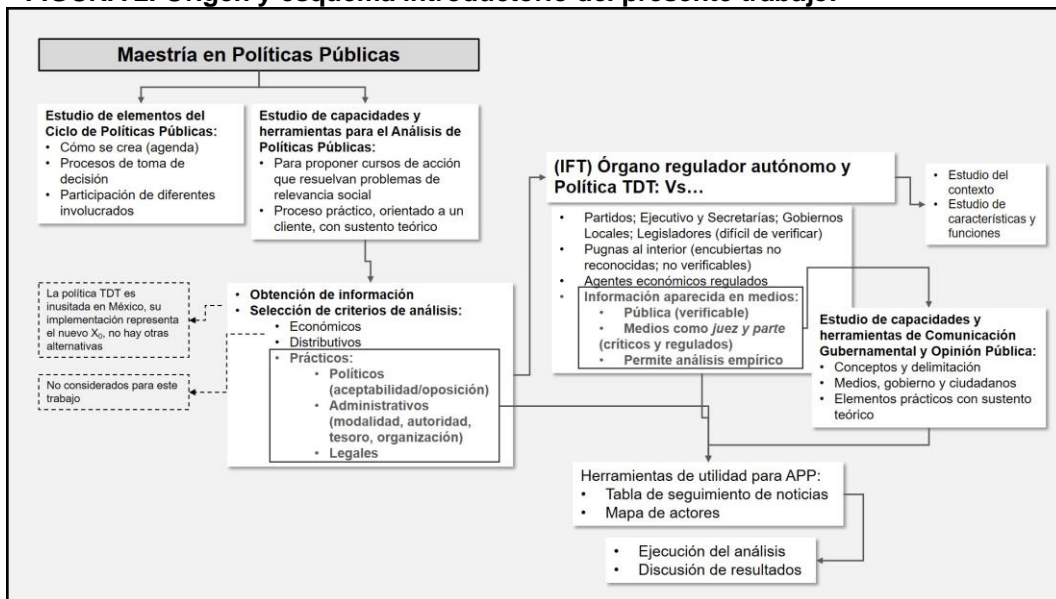 Maestría en Políticas Públicas
Estudio de elementos del
Ciclo de Políticas Públicas:
• Cómo se crea (agenda)
• Procesos de toma de
decisión
• Participación de diferentes
involucrados
Estudio de capacidades y
herramientas para el Análisis de
Políticas Públicas:
• Para proponer cursos de acción
que resuelvan problemas de
relevancia social
• Proceso práctico, orientado a un
cliente, con sustento teórico
(IFT) Órgano regulador autónomo y
Política TDT: Vs…
• Estudio del
contexto
• Estudio de
características y
funciones
• Partidos; Ejecutivo y Secretarías; Gobiernos
Locales; Legisladores (difícil de verificar)
• Pugnas al interior (encubiertas no
reconocidas; no verificables)
• Agentes económicos regulados
• Información aparecida en medios:
• Pública (verificable)
• Medios como juez y parte
(críticos y regulados)
• Permite análisis empírico
La política TDT es
inusitada en México, su
implementación representa
el nuevo X0, no hay otras
alternativas
No considerados para este
trabajo
• Obtención de información
• Selección de criterios de análisis:
• Económicos
• Distributivos
• Prácticos:
• Políticos
(aceptabilidad/oposición)
• Administrativos
(modalidad, autoridad,
tesoro, organización)
• Legales
Estudio de capacidades y
herramientas de Comunicación
Gubernamental y Opinión Pública:
• Conceptos y delimitación
• Medios, gobierno y ciudadanos
• Elementos prácticos con sustento
teórico
Herramientas de utilidad para APP:
• Tabla de seguimiento de noticias
• Mapa de actores
• Ejecución del análisis
• Discusión de resultados